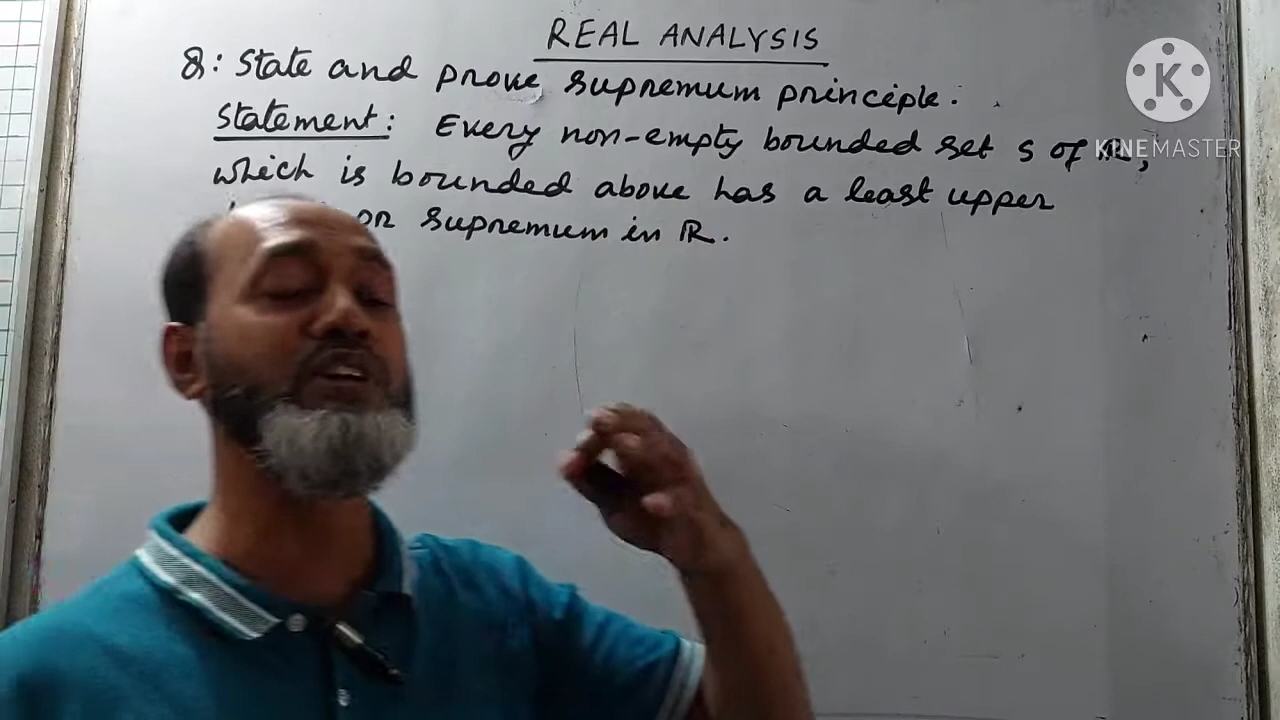 REAL ANALYSIS
Q: State and prove supremum principle.
Statement: Every non-empty bounded set S of ℝ,
which is bounded above has a least upper
or supremum in ℝ.
K
KINEMASTER